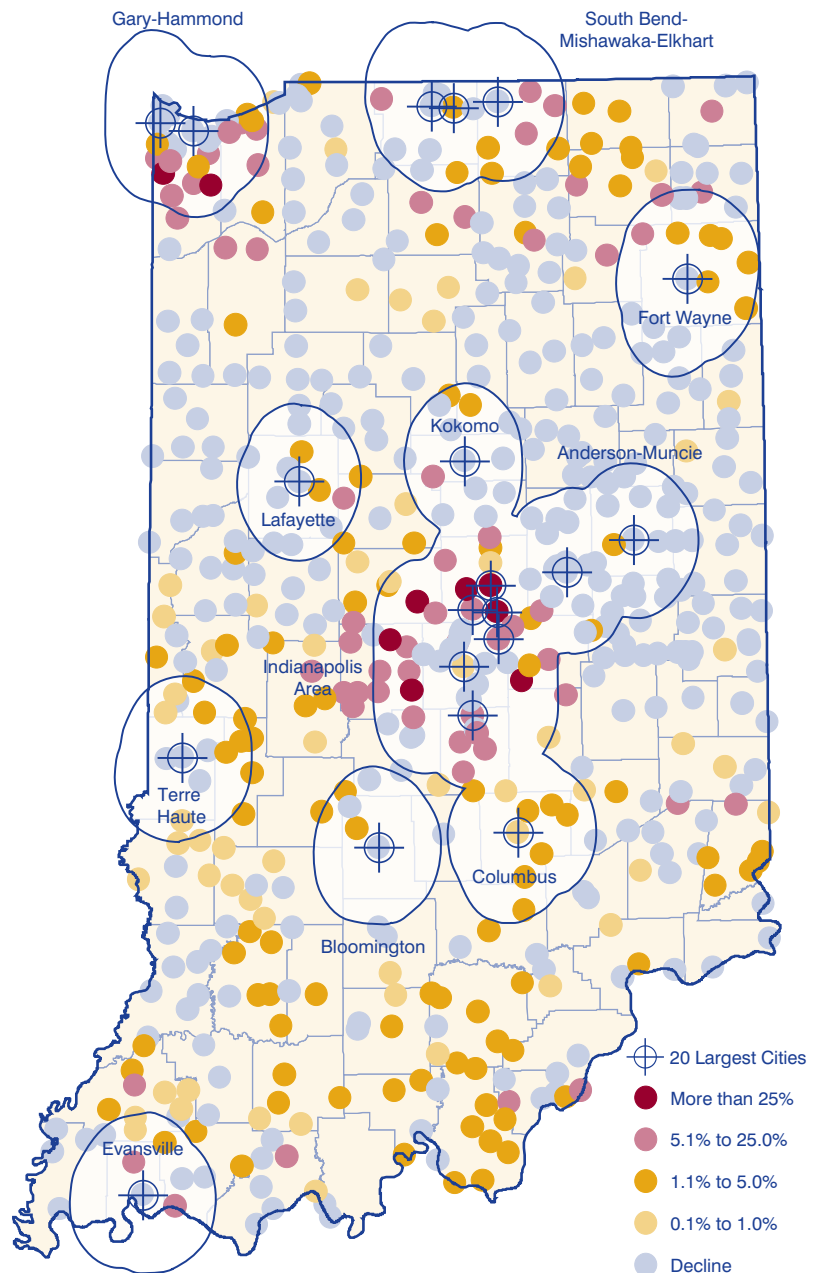 Gary-Hammond
South Bend-
Mishawaka-Elkhart
Fort Wayne
Kokomo
Anderson-Muncie
Lafayette
Indianapolis
Area
Terre
Haute
Columbus
Bloomington
20 Largest Cities
More than 25%
5.1% to 25.0%
Evansville
1.1% to 5.0%
0.1% to 1.0%
Decline